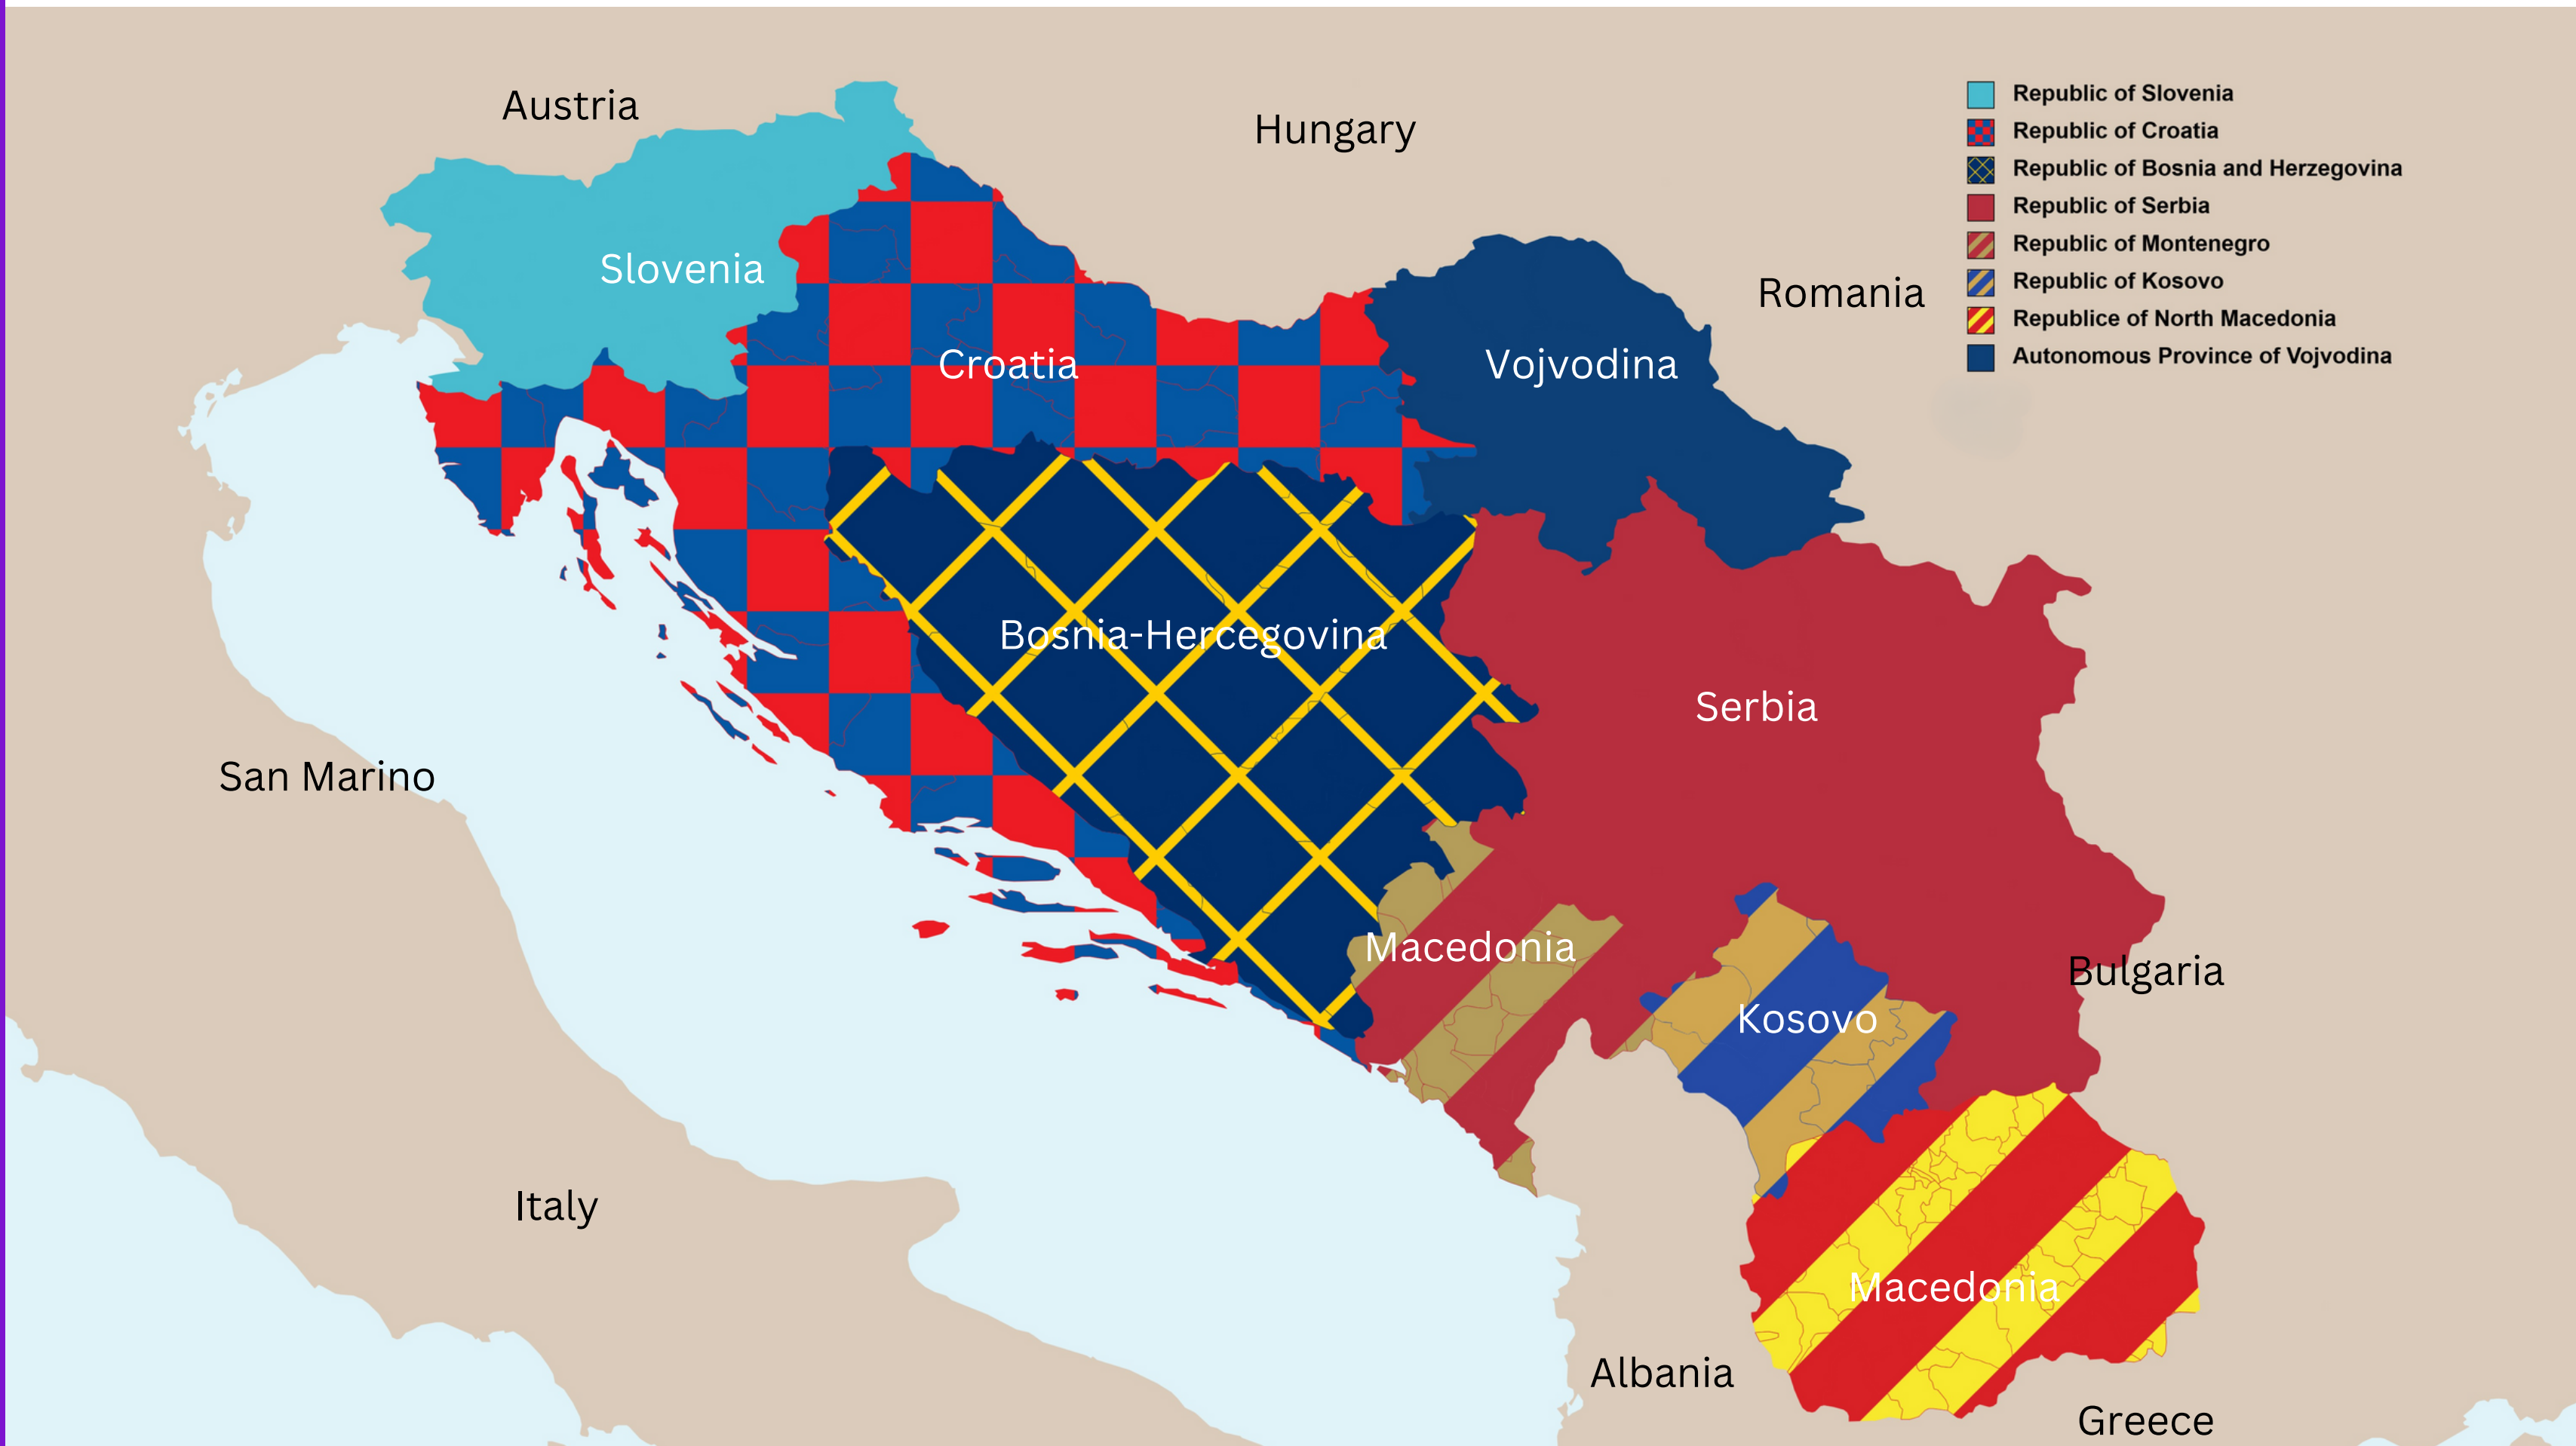 Austria
Hungary
Romania
Slovenia
Croatia
Vojvodina
Bosnia-Hercegovina
Serbia
San Marino
Macedonia
Kosovo
Bulgaria
Italy
Macedonia
Albania
Greece
Republic of Slovenia
Republic of Croatia
Republic of Bosnia and Herzegovina
Republic of Serbia
Republic of Montenegro
Republic of Kosovo
Republice of North Macedonia
Autonomous Province of Vojvodina